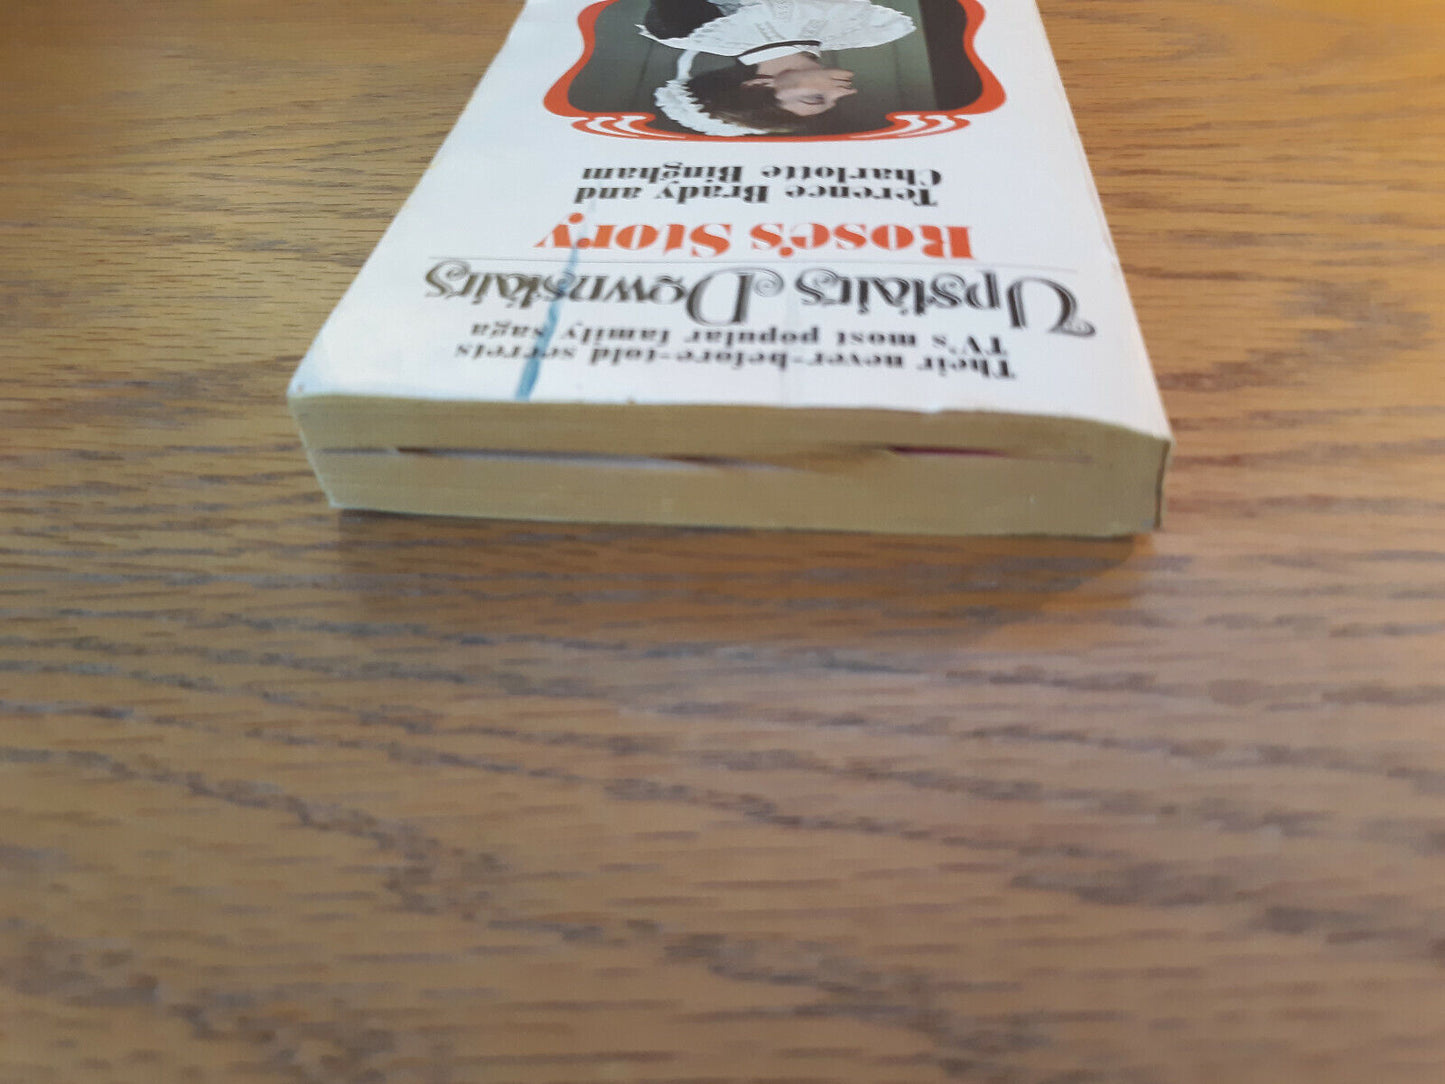 Their never-before-told secrets
TV's most popular family saga
Upstairs Downstairs
Rose's Story
Terence Brady and
Charlotte Bingham